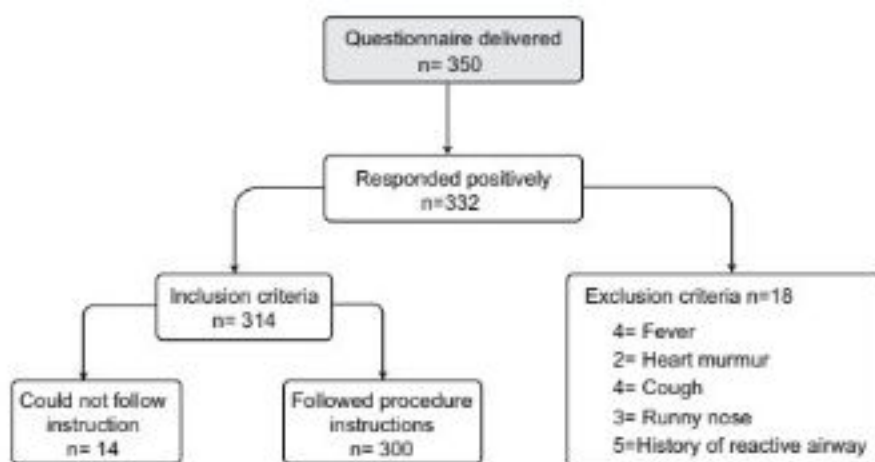 Questionnaire delivered
n= 350
Responded positively
n=332
Inclusion criteria
n= 314
Exclusion criteria n=18
4= Fever
2= Heart murmur
4= Cough
3= Runny nose
5=History of reactive airway
Could not follow
instruction
n= 14
Followed procedure
instructions
n= 300